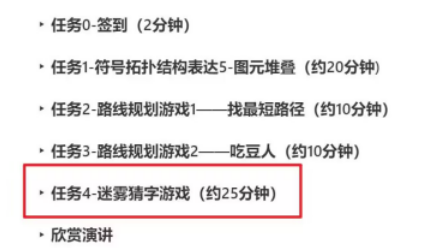 任务0-签到（2分钟）
任务1-符号拓扑结构表达5-图元堆叠（约20分钟）
任务2-路线规划游戏1——找最短路径（约10分钟）
任务3-路线规划游戏2——吃豆人（约10分钟）
任务4-迷雾猜字游戏（约25分钟）
欣赏演讲